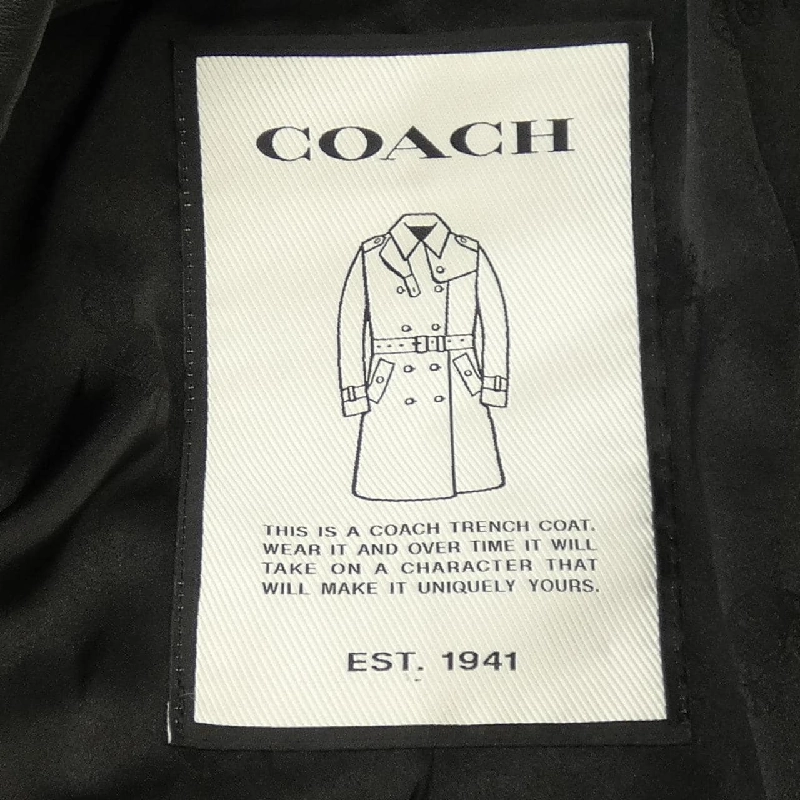 COACH
THIS IS A COACH TRENCH COAT.
WEAR IT AND OVER TIME IT WILL
TAKE ON A CHARACTER THAT
WILL MAKE IT UNIQUELY YOURS.
EST. 1941